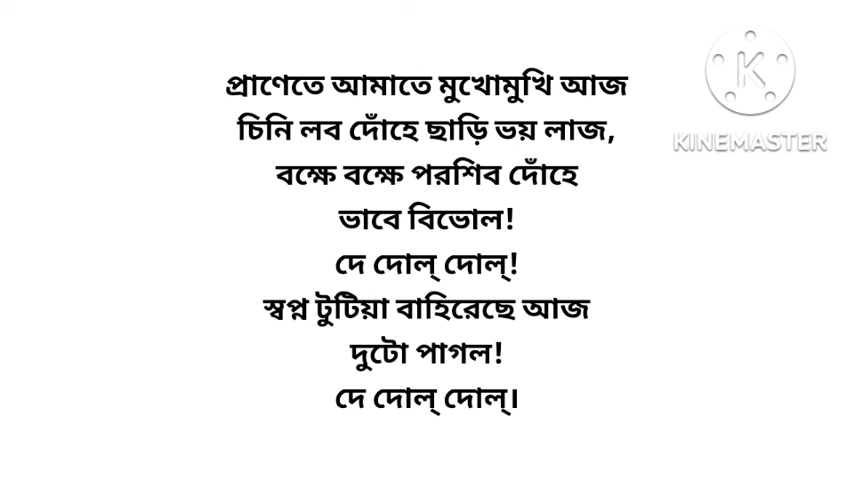 প্রাণেতে আমাতে মুখোমুখি আজ
চিনি লব দোঁহে ছাড়ি ভয় লাজ,
বক্ষে বক্ষে পরশিব দোঁহে
ভাবে বিভোল!
দে দোল্ দোল্!
স্বপ্ন টুটিয়া বাহিরেছে আজ
দুটো পাগল!
দে দোল্ দোল্।
KINEMASTER